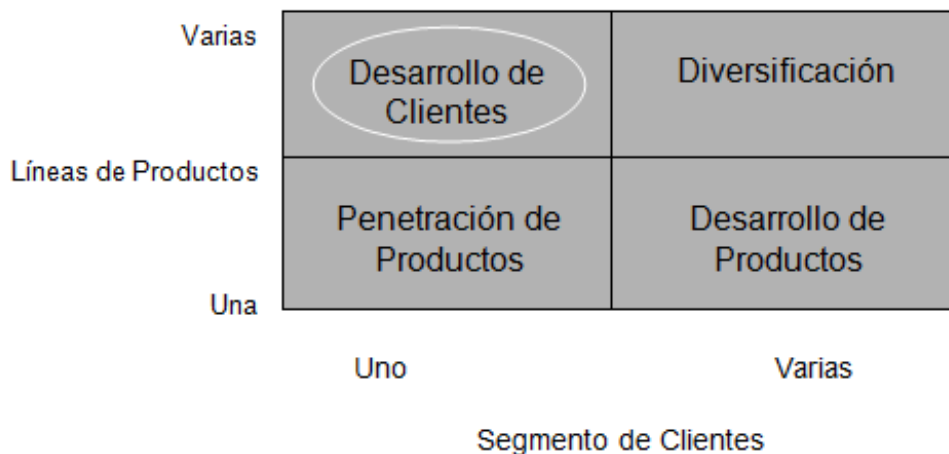 Varias
Desarrollo de
Clientes
Diversificación
Líneas de Productos
Penetración de
Productos
Desarrollo de
Productos
Una
Uno
Varias
Segmento de Clientes